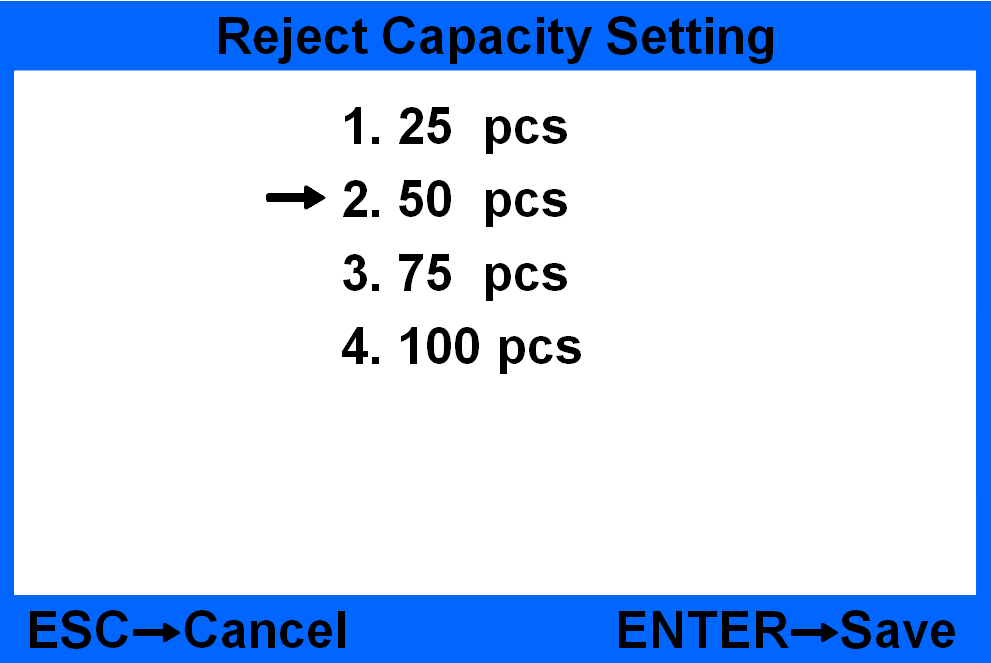 Reject Capacity Setting
1. 25 pcs
→ 2. 50 pcs
3. 75 pcs
4. 100 pcs
ESC→Cancel ENTER→Save